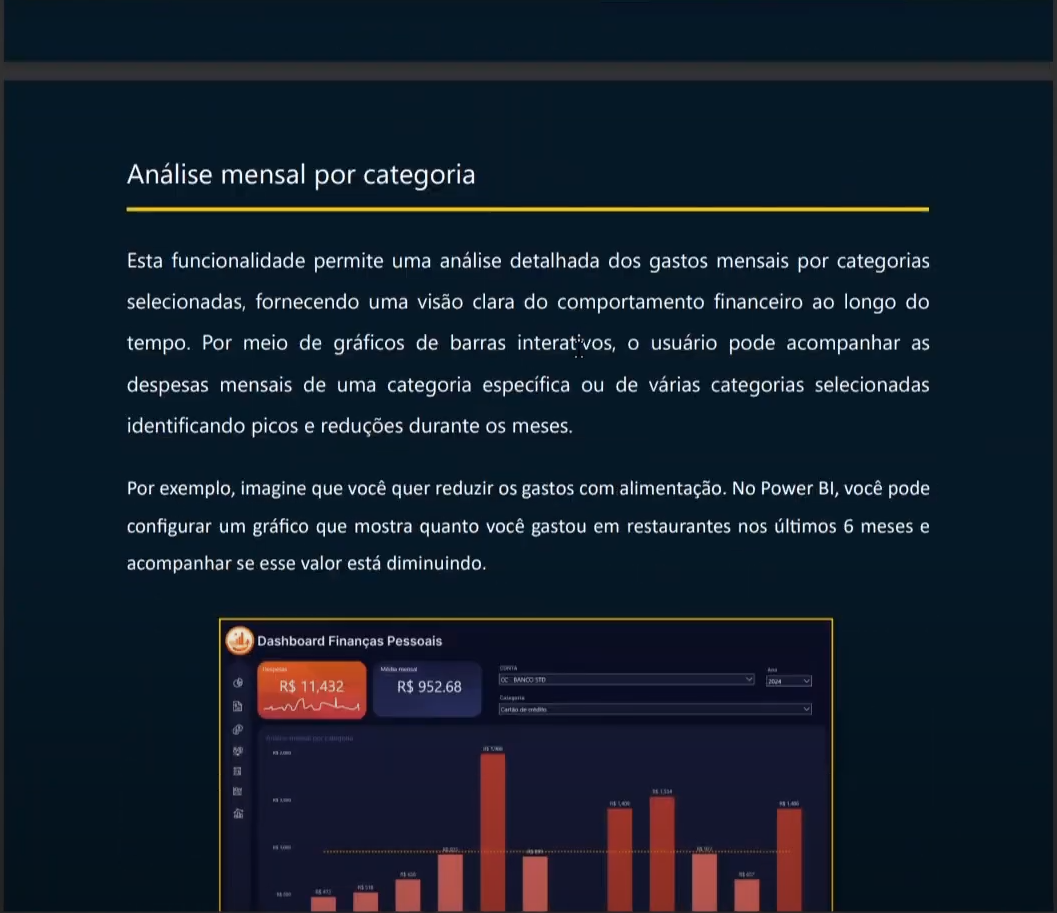 Análise mensal por categoria
Esta funcionalidade permite uma análise detalhada dos gastos mensais por categorias
selecionadas, fornecendo uma visão clara do comportamento financeiro ao longo do
tempo. Por meio de gráficos de barras interativos, o usuário pode acompanhar as
despesas mensais de uma categoria específica ou de várias categorias selecionadas
identificando picos e reduções durante os meses.
Por exemplo, imagine que você quer reduzir os gastos com alimentação. No Power BI, você pode
configurar um gráfico que mostra quanto você gastou em restaurantes nos últimos 6 meses e
acompanhar se esse valor está diminuindo.
Dashboard Finanças Pessoais
Despesas
R$ 11,432
Média mensal
R$ 952.68
CONTA
CC BANCO STD
Ano
2024
Categoria
Cartão de crédito
Análise mensal por categoria